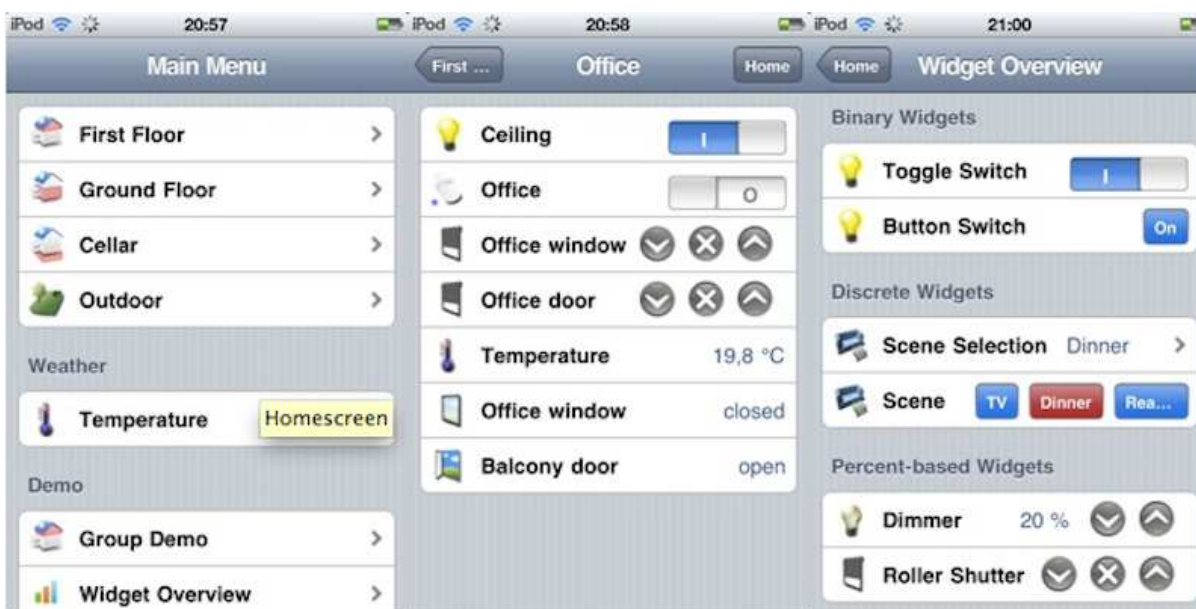 iPod 20:57
Main Menu
First Floor
Ground Floor
Cellar
Outdoor
Weather
Temperature
Homescreen
Demo
Group Demo
Widget Overview
iPod 20:58
First ... Office Home
Ceiling I
Office O
Office window
Office door
Temperature 19,8 °C
Office window closed
Balcony door open
iPod 21:00
Home Widget Overview
Binary Widgets
Toggle Switch I
Button Switch On
Discrete Widgets
Scene Selection Dinner
Scene TV Dinner Rea...
Percent-based Widgets
Dimmer 20 %
Roller Shutter